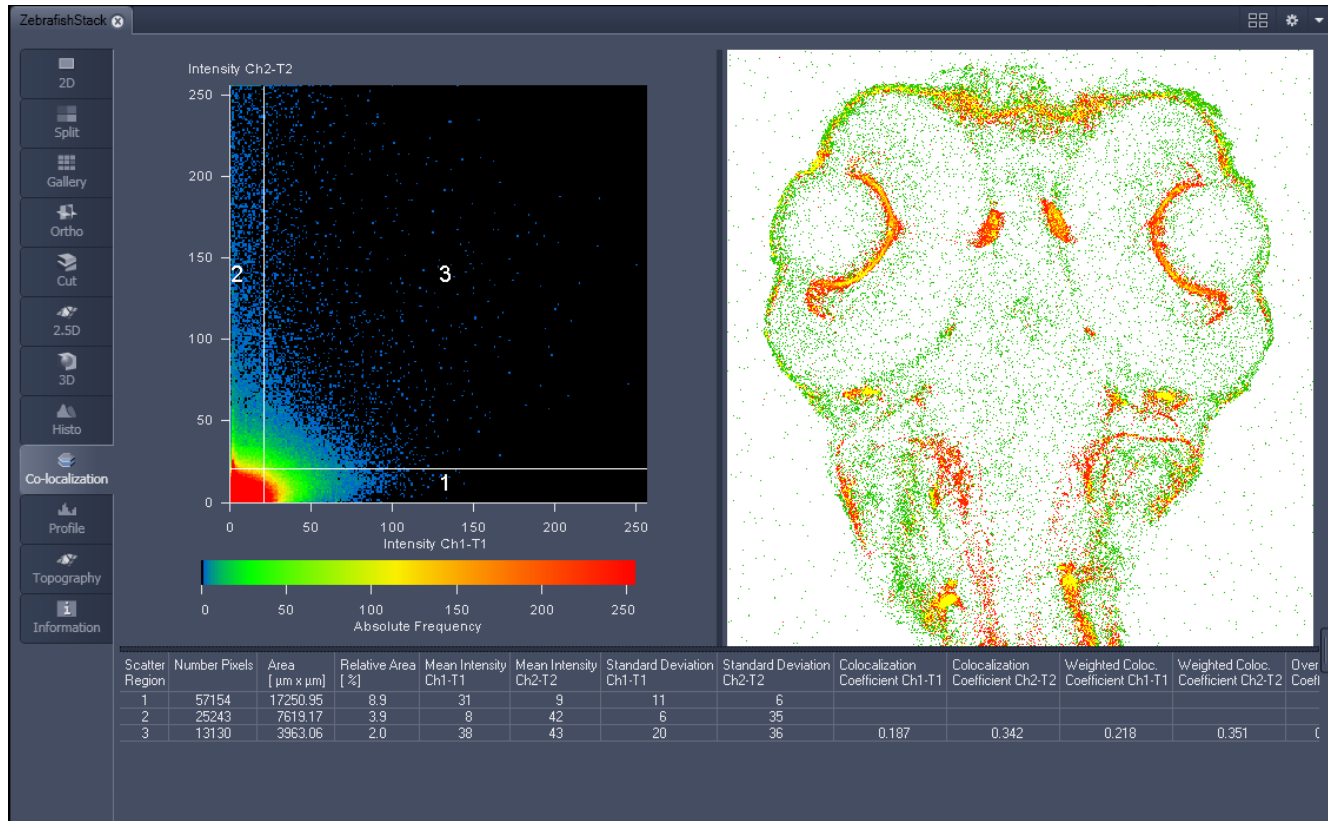 ZebrafishStack
2D
Split
Gallery
Ortho
Cut
2.5D
3D
Histo
Co-localization
Profile
Topography
Information
Intensity Ch2-T2
250
200
150
100
50
0
2
3
1
0 50 100 150 200 250
Intensity Ch1-T1
0 50 100 150 200 250
Absolute Frequency
Scatter Region Number Pixels Area [ µm x µm] Relative Area [ %] Mean Intensity Ch1-T1 Mean Intensity Ch2-T2 Standard Deviation Ch1-T1 Standard Deviation Ch2-T2 Colocalization Coefficient Ch1-T1 Colocalization Coefficient Ch2-T2 Weighted Coloc. Coefficient Ch1-T1 Weighted Coloc. Coefficient Ch2-T2
1 57154 17250.95 8.9 31 9 11 6
2 25243 7619.17 3.9 8 42 6 35
3 13130 3963.06 2.0 38 43 20 36 0.187 0.342 0.218 0.351